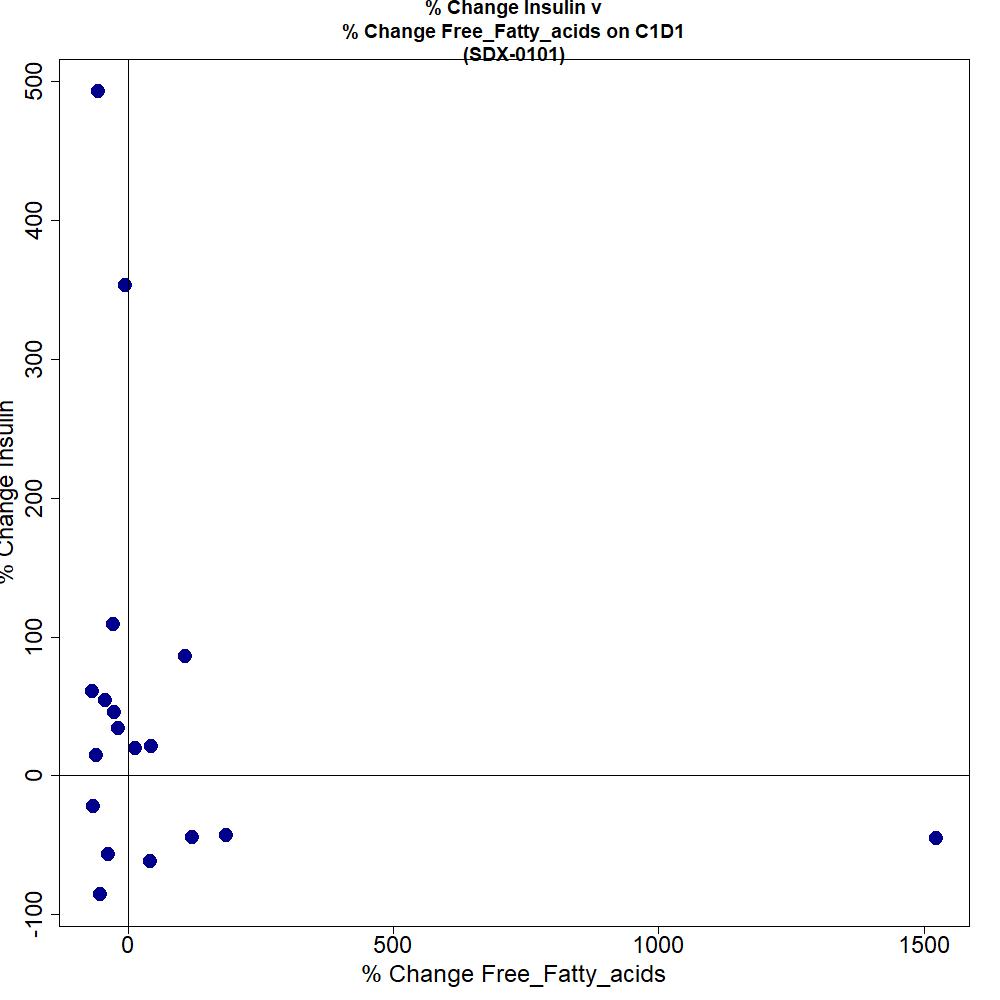 % Change Insulin v
% Change Free_Fatty_acids on C1D1
(SDX-0101)
500
400
300
200
100
0
-100
% Change Insulin
0
500
1000
1500
% Change Free_Fatty_acids